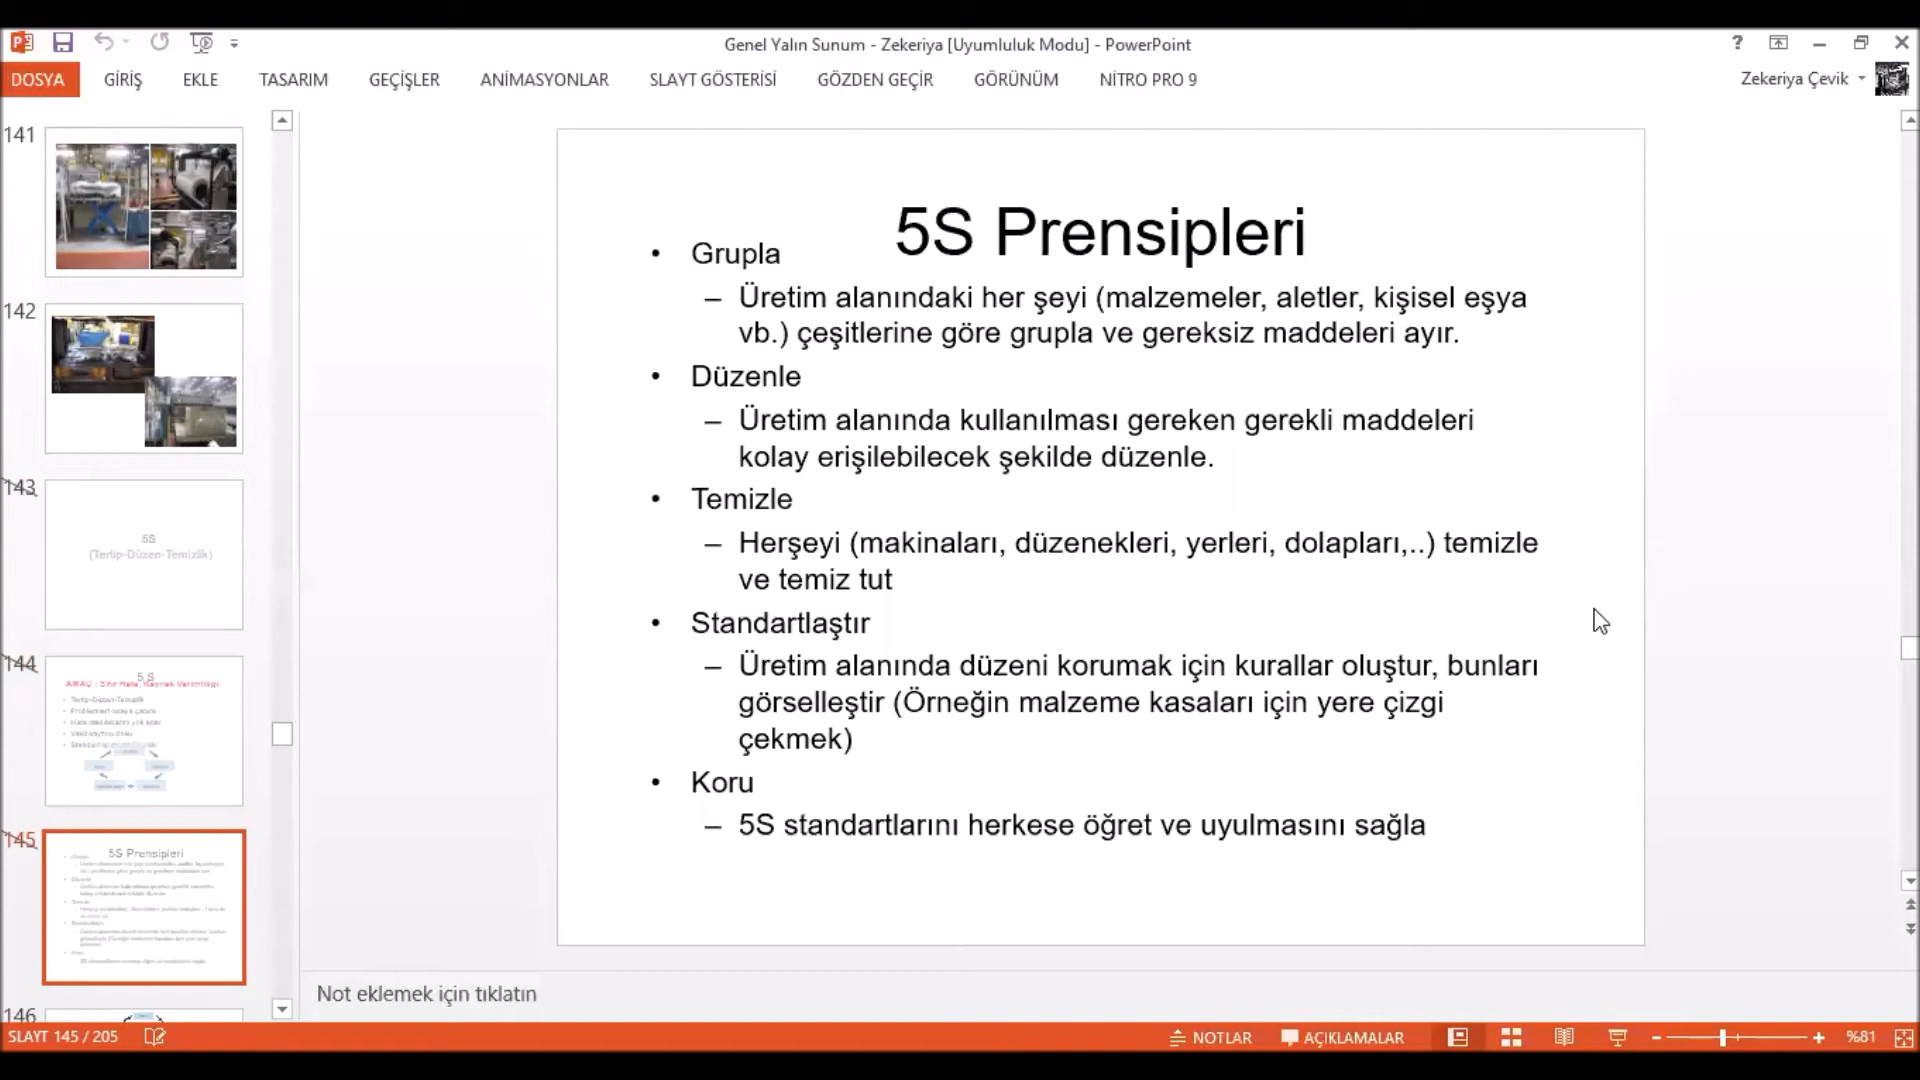 Genel Yalın Sunum - Zekeriya [Uyumluluk Modu] - PowerPoint
?
DOSYA GİRİŞ EKLE TASARIM GEÇİŞLER ANİMASYONLAR SLAYT GÖSTERİSİ GÖZDEN GEÇİR GÖRÜNÜM NİTRO PRO 9 Zekeriya Çevik
141
142
143
5S
(Tertip-Düzen-Temizlik)
144
5 S
145
5S Prensipleri
146
5S Prensipleri
• Grupla
– Üretim alanındaki her şeyi (malzemeler, aletler, kişisel eşya
vb.) çeşitlerine göre grupla ve gereksiz maddeleri ayır.
• Düzenle
– Üretim alanında kullanılması gereken gerekli maddeleri
kolay erişilebilecek şekilde düzenle.
• Temizle
– Herşeyi (makinaları, düzenekleri, yerleri, dolapları,..) temizle
ve temiz tut
• Standartlaştır
– Üretim alanında düzeni korumak için kurallar oluştur, bunları
görselleştir (Örneğin malzeme kasaları için yere çizgi
çekmek)
• Koru
– 5S standartlarını herkese öğret ve uyulmasını sağla
Not eklemek için tıklatın
SLAYT 145 / 205 NOTLAR AÇIKLAMALAR %81